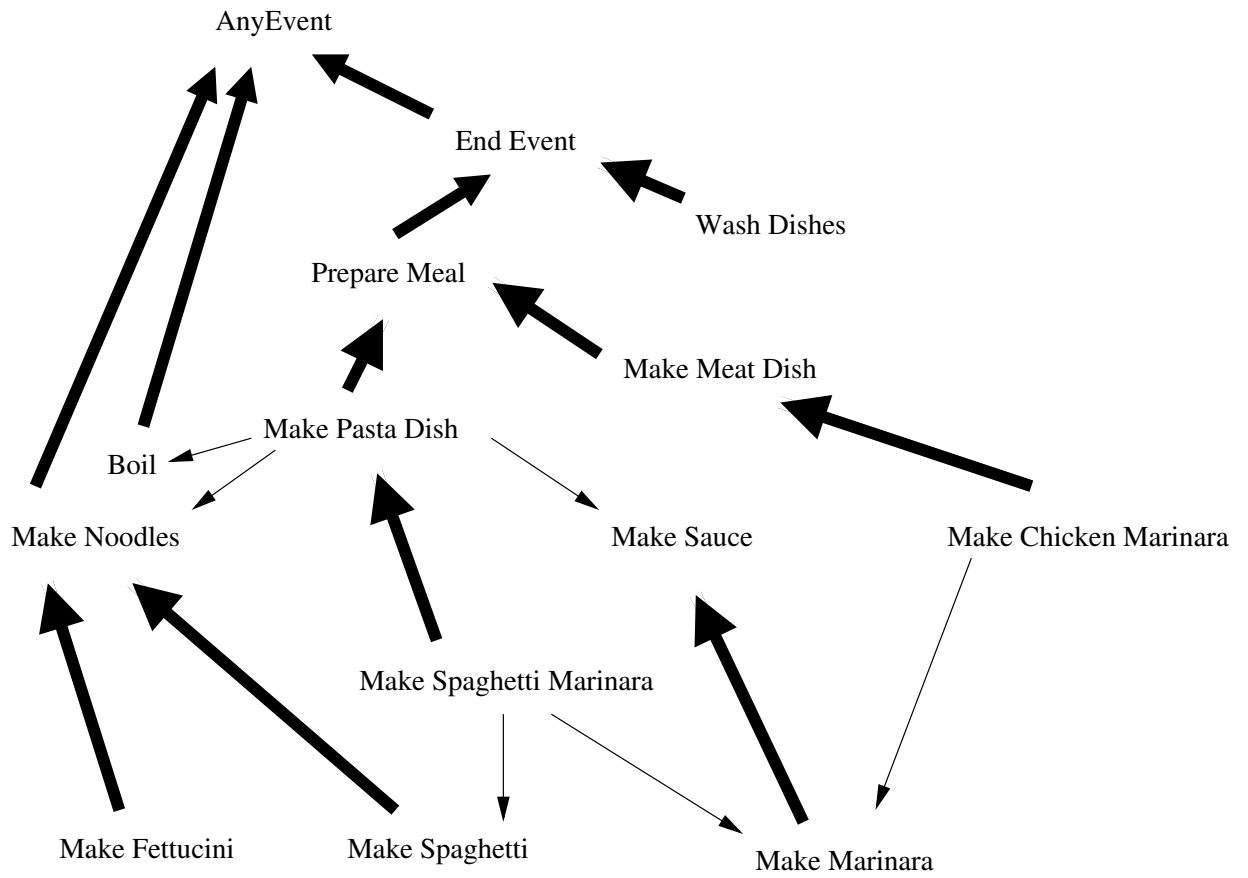 AnyEvent
End Event
Wash Dishes
Prepare Meal
Make Meat Dish
Make Pasta Dish
Boil
Make Noodles
Make Sauce
Make Chicken Marinara
Make Spaghetti Marinara
Make Fettucini
Make Spaghetti
Make Marinara